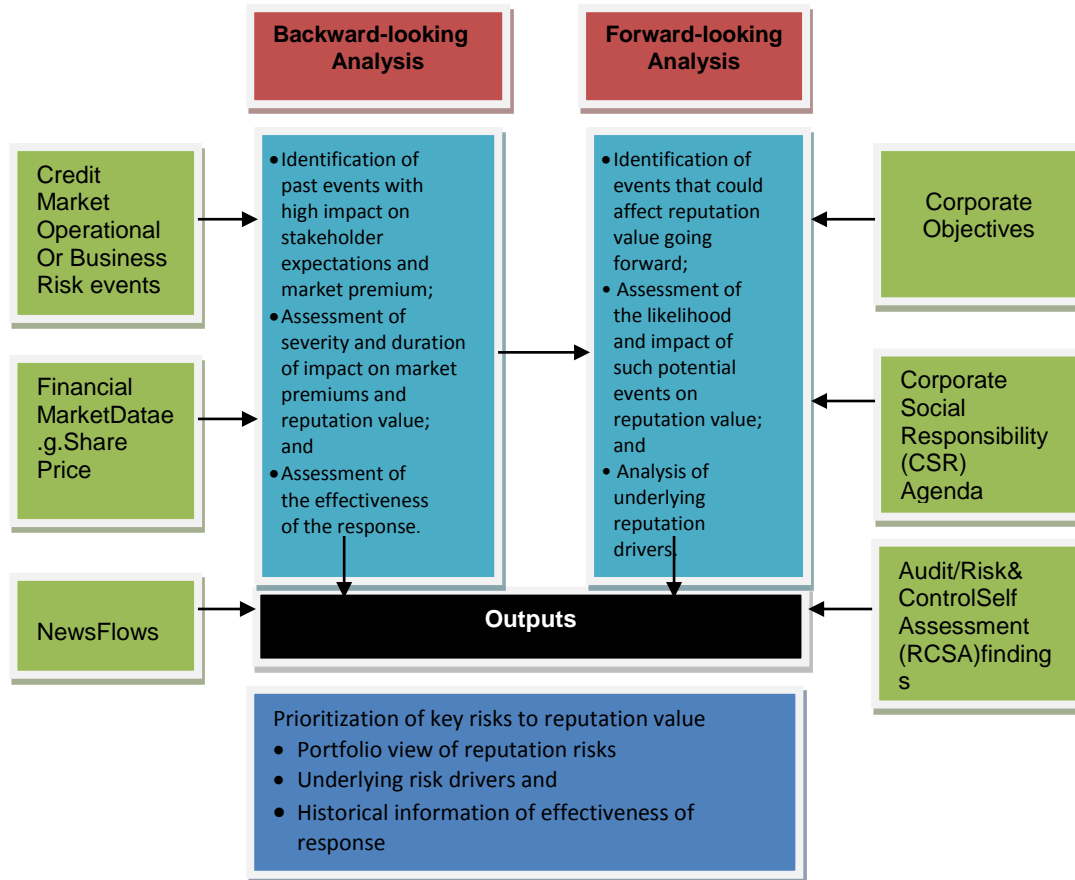 Backward-looking
Analysis
Forward-looking
Analysis
Credit
Market
Operational
Or Business
Risk events
Financial
MarketDatae
.g.Share
Price
NewsFlows
•Identification of
past events with
high impact on
stakeholder
expectations and
market premium;
•Assessment of
severity and duration
of impact on market
premiums and
reputation value;
and
•Assessment of
the effectiveness
of the response.
•Identification of
events that could
affect reputation
value going
forward;
• Assessment of
the likelihood
and impact of
such potential
events on
reputation value;
and
• Analysis of
underlying
reputation
drivers.
Corporate
Objectives
Corporate
Social
Responsibility
(CSR)
Agenda
Audit/Risk&
ControlSelf
Assessment
(RCSA)finding
s
Outputs
Prioritization of key risks to reputation value
• Portfolio view of reputation risks
• Underlying risk drivers and
• Historical information of effectiveness of
response